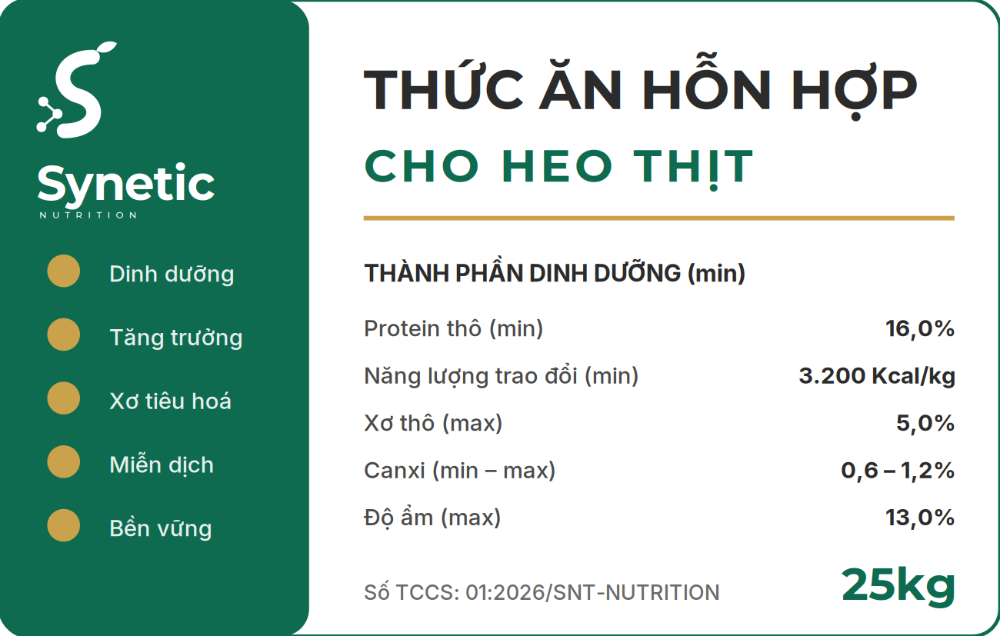 Synetic
NUTRITION
Dinh dưỡng
Tăng trưởng
Xơ tiêu hoá
Miễn dịch
Bền vững
THỨC ĂN HỖN HỢP
CHO HEO THỊT
THÀNH PHẦN DINH DƯỠNG (min)
Protein thô (min) 16,0%
Năng lượng trao đổi (min) 3.200 Kcal/kg
Xơ thô (max) 5,0%
Canxi (min – max) 0,6 – 1,2%
Độ ẩm (max) 13,0%
Số TCCS: 01:2026/SNT-NUTRITION 25kg